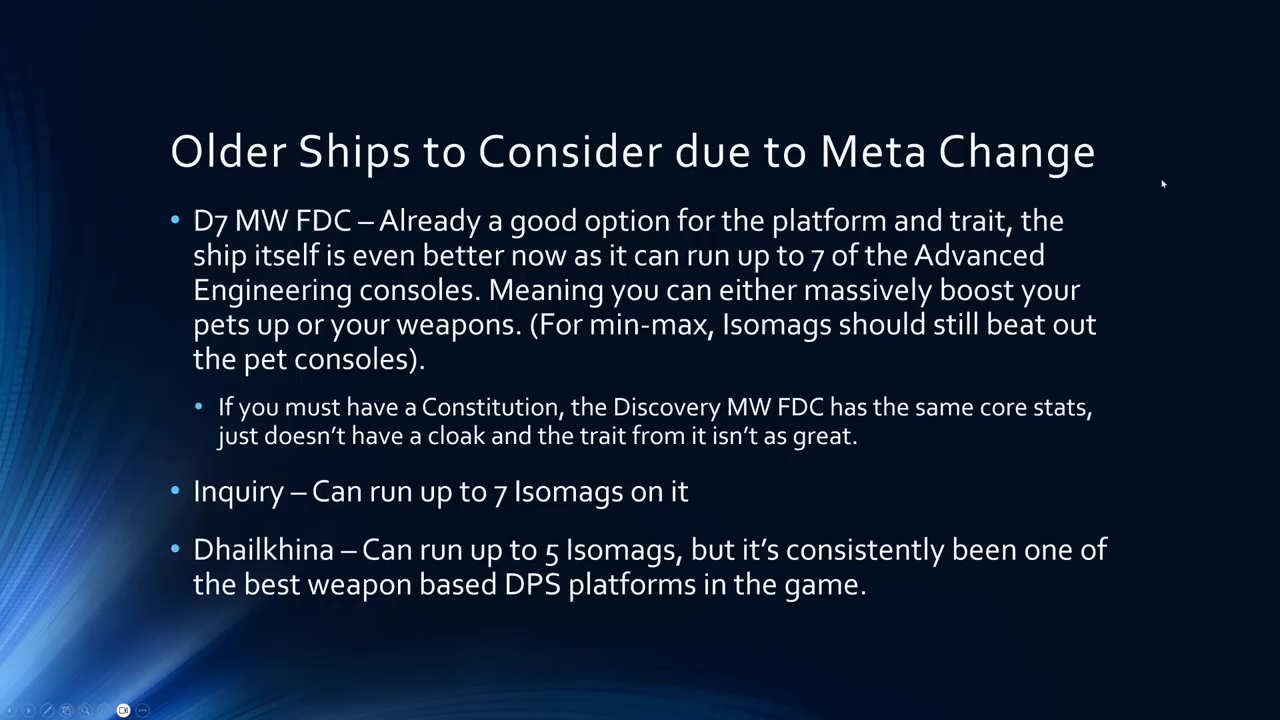 Older Ships to Consider due to Meta Change
• D7 MW FDC – Already a good option for the platform and trait, the
ship itself is even better now as it can run up to 7 of the Advanced
Engineering consoles. Meaning you can either massively boost your
pets up or your weapons. (For min-max, Isomags should still beat out
the pet consoles).
• If you must have a Constitution, the Discovery MW FDC has the same core stats,
just doesn't have a cloak and the trait from it isn't as great.
• Inquiry – Can run up to 7 Isomags on it
• Dhailkhina – Can run up to 5 Isomags, but it's consistently been one of
the best weapon based DPS platforms in the game.